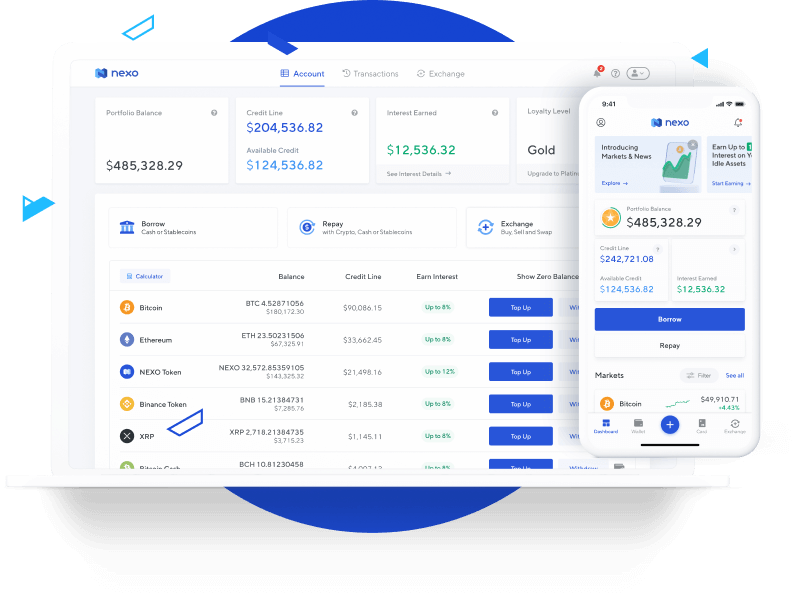 nexo
Account
Transactions
Exchange
2
Portfolio Balance
$485,328.29
Credit Line
$204,536.82
Available Credit
$124,536.82
Interest Earned
$12,536.32
See Interest Details →
Loyalty Level
Gold
Upgrade to Platin
Borrow
Cash or Stablecoins
Repay
with Crypto, Cash or Stablecoins
Exchange
Buy, Sell and Swap
Calculator
Balance
Credit Line
Earn Interest
Show Zero Balance
Bitcoin
BTC 4.52871056
$180,172.30
$90,086.15
Up to 8%
Top Up
Wit
Ethereum
ETH 23.50231506
$67,325.91
$33,662.45
Up to 8%
Top Up
Wit
NEXO Token
NEXO 32,572.85359105
$143,325.32
$21,498.16
Up to 12%
Top Up
Wit
Binance Token
BNB 15.21384731
$7,285.76
$2,185.38
Up to 8%
Top Up
Wit
XRP
XRP 2,718.21384735
$3,715.23
$1,145.11
Up to 8%
Top Up
Wit
Bitcoin Cash
BCH 10.81230458
Up to 8%
Top Up
Withdraw
9:41
nexo
Introducing
Markets & News
Explore →
Earn Up to 1
Interest on Y
Idle Assets
Start Earning →
Portfolio Balance
$485,328.29
Credit Line
$242,721.08
Available Credit
$124,536.82
Interest Earned
$12,536.32
Borrow
Repay
Markets
Filter
See all
Bitcoin
$49,910.71
+4.43%
Dashboard
Wallet
Card
Exchange